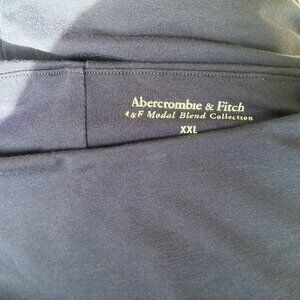 Abercrombie & Fitch
A&F Modal Blend Collection
XXL